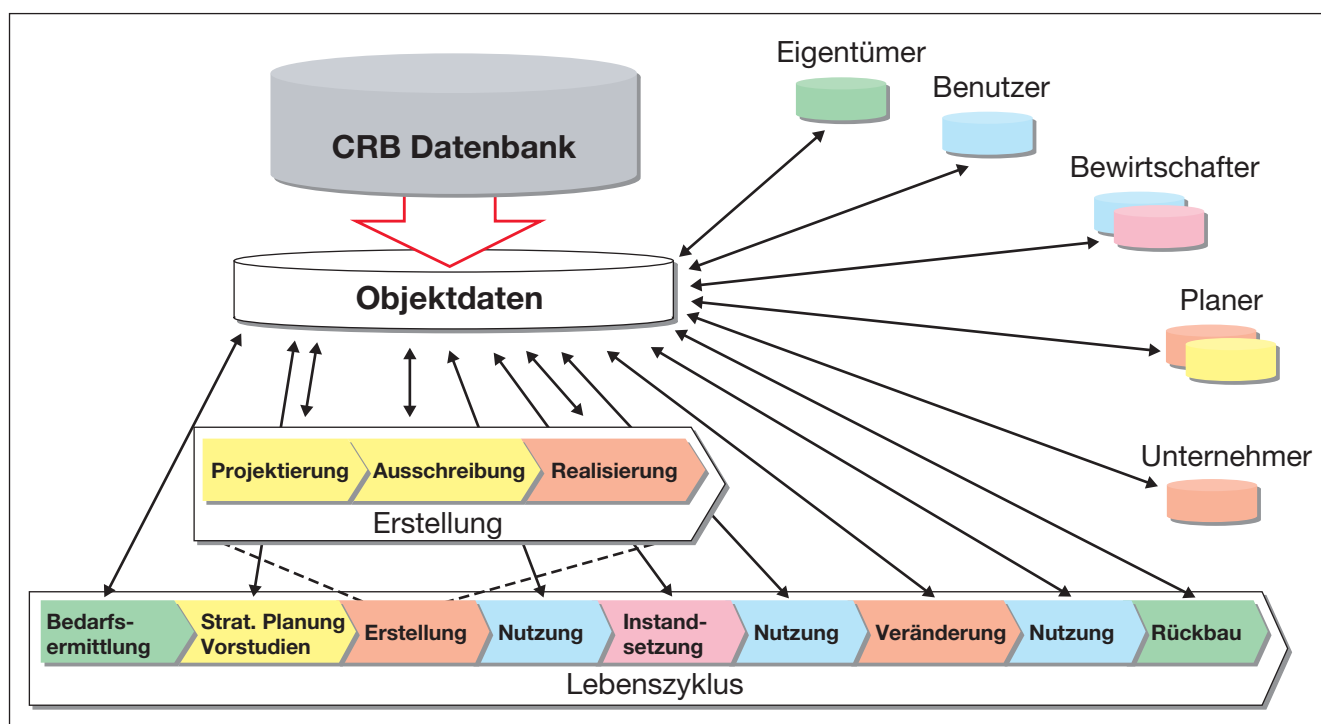 Eigentümer
Benutzer
CRB Datenbank
Bewirtschafter
Objektdaten
Planer
Unternehmer
Projektierung
Ausschreibung
Realisierung
Erstellung
Bedarfs-
ermittlung
Strat. Planung
Vorstudien
Erstellung
Nutzung
Instand-
setzung
Nutzung
Veränderung
Nutzung
Rückbau
Lebenszyklus